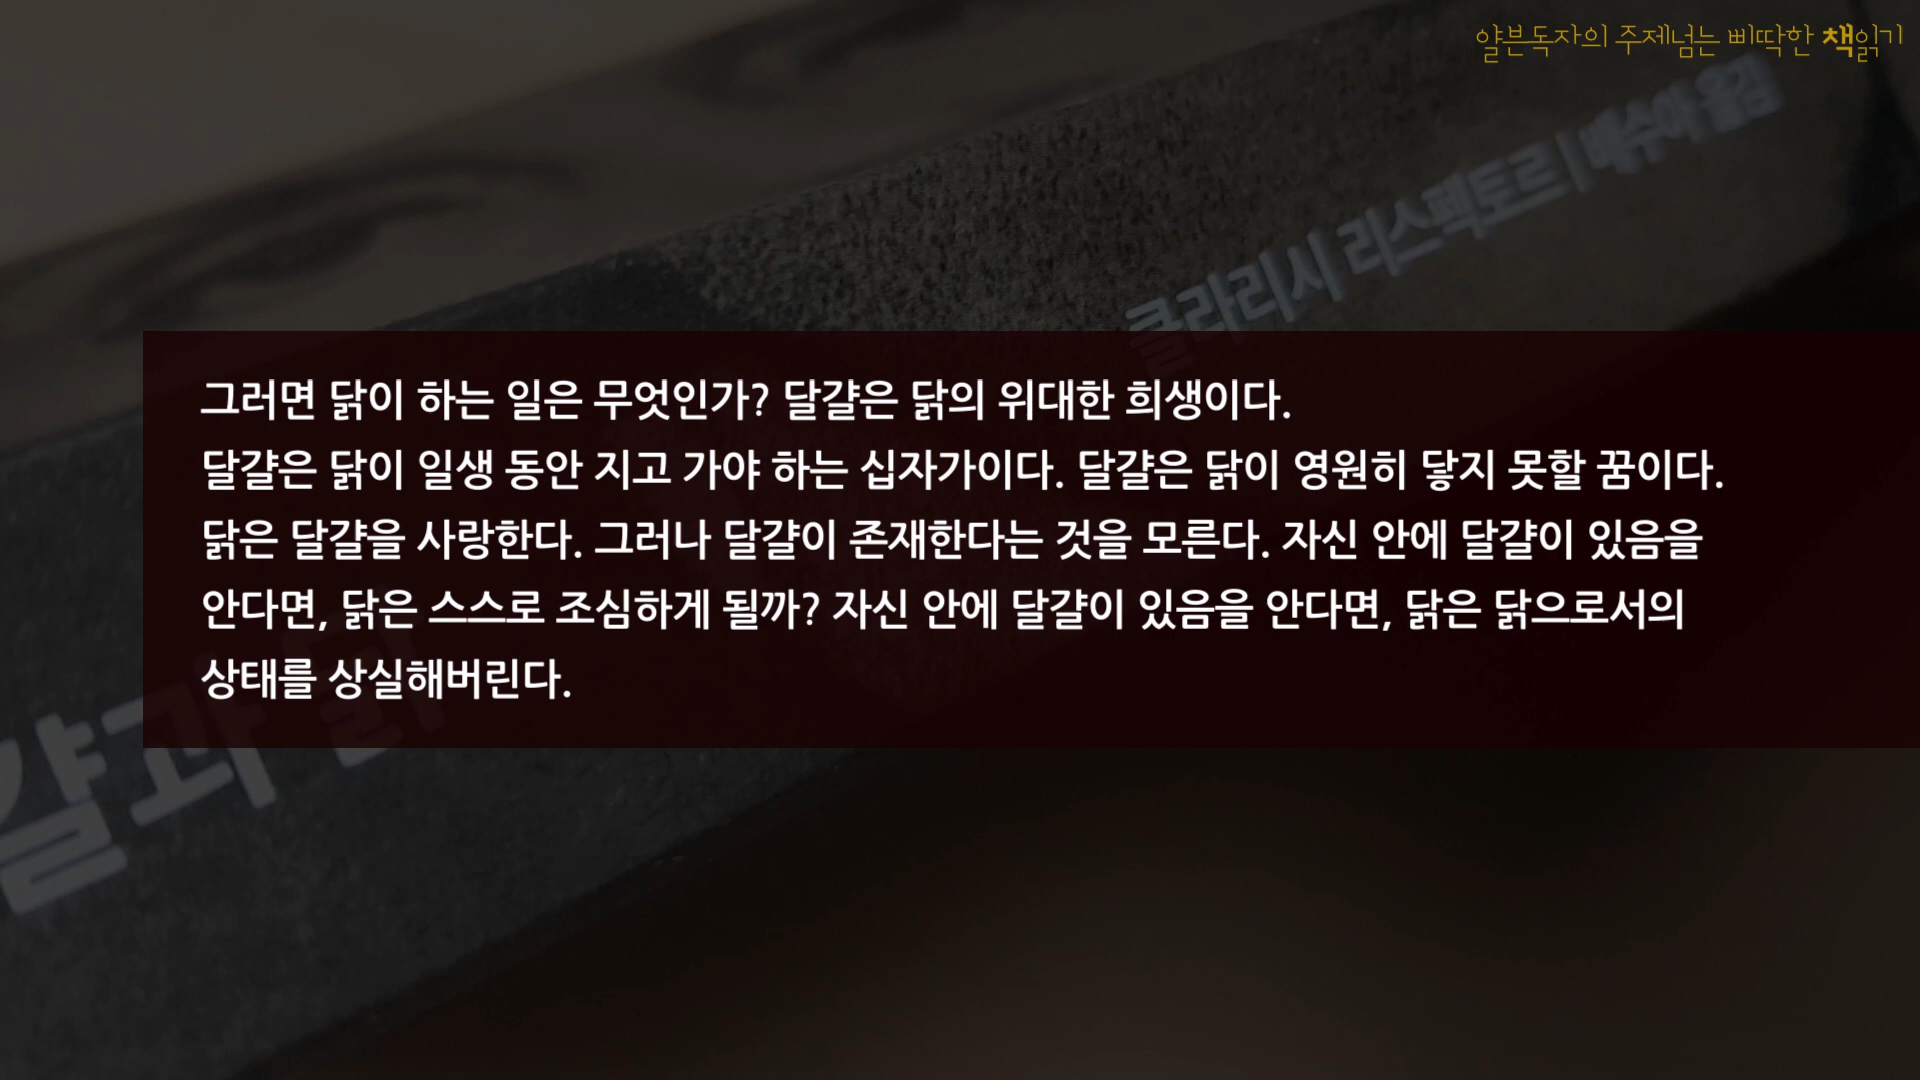 얄븐독자의 주제넘는 삐딱한 책읽기
클라리시 리스펙토르 | 배수아 옮김
그러면 닭이 하는 일은 무엇인가? 달걀은 닭의 위대한 희생이다.
달걀은 닭이 일생 동안 지고 가야 하는 십자가이다. 달걀은 닭이 영원히 닿지 못할 꿈이다.
닭은 달걀을 사랑한다. 그러나 달걀이 존재한다는 것을 모른다. 자신 안에 달걀이 있음을
안다면, 닭은 스스로 조심하게 될까? 자신 안에 달걀이 있음을 안다면, 닭은 닭으로서의
상태를 상실해버린다.
걀과 닭